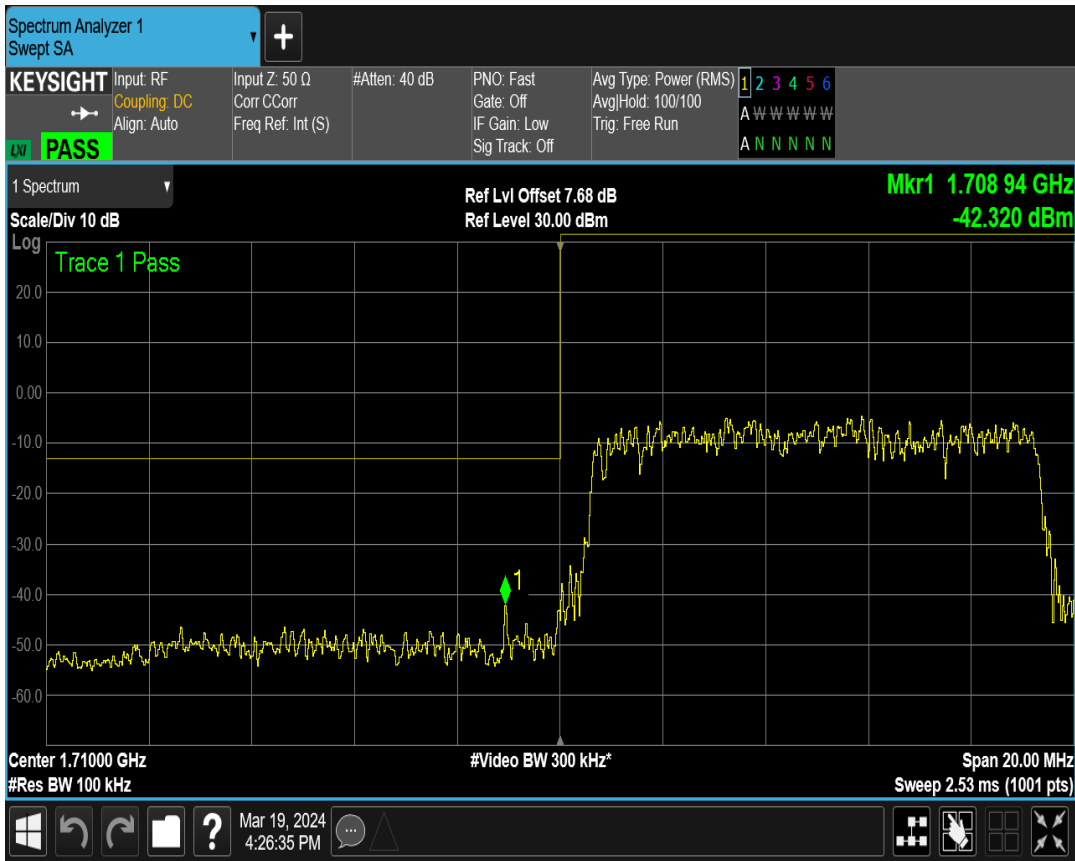 Spectrum Analyzer 1
Swept SA
+
KEYSIGHT Input: RF Input Z: 50 Ω #Atten: 40 dB PNO: Fast Avg Type: Power (RMS) 1 2 3 4 5 6
Coupling: DC Corr CCorr Gate: Off Avg|Hold: 100/100
Align: Auto Freq Ref: Int (S) IF Gain: Low Trig: Free Run A W W W W W
LXI PASS Sig Track: Off A N N N N N
1 Spectrum Ref Lvl Offset 7.68 dB Mkr1 1.708 94 GHz
Scale/Div 10 dB Ref Level 30.00 dBm -42.320 dBm
Log
Trace 1 Pass
20.0
10.0
0.00
-10.0
-20.0
-30.0
1
-40.0
-50.0
-60.0
Center 1.71000 GHz #Video BW 300 kHz* Span 20.00 MHz
#Res BW 100 kHz Sweep 2.53 ms (1001 pts)
? Mar 19, 2024
4:26:35 PM